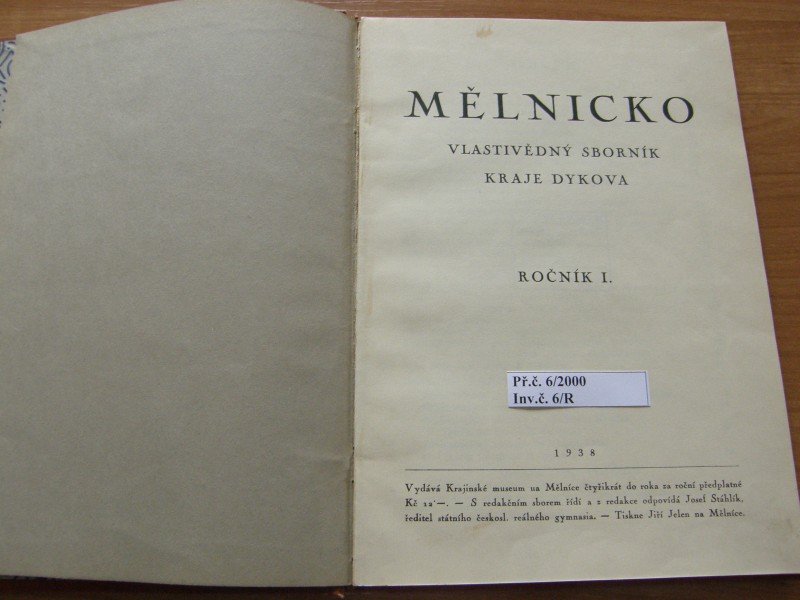 MĚLNICKO
VLASTIVĚDNÝ SBORNÍK
KRAJE DYKOVA
ROČNÍK I.
Př.č. 6/2000
Inv.č. 6/R
1938
Vydává Krajinské museum na Mělníce čtyřikrát do roka za roční předplatné
Kč 12·—. — S redakčním sborem řídí a z redakce odpovídá Josef Stáhlík,
ředitel státního českosl. reálného gymnasia. — Tiskne Jiří Jelen na Mělníce.